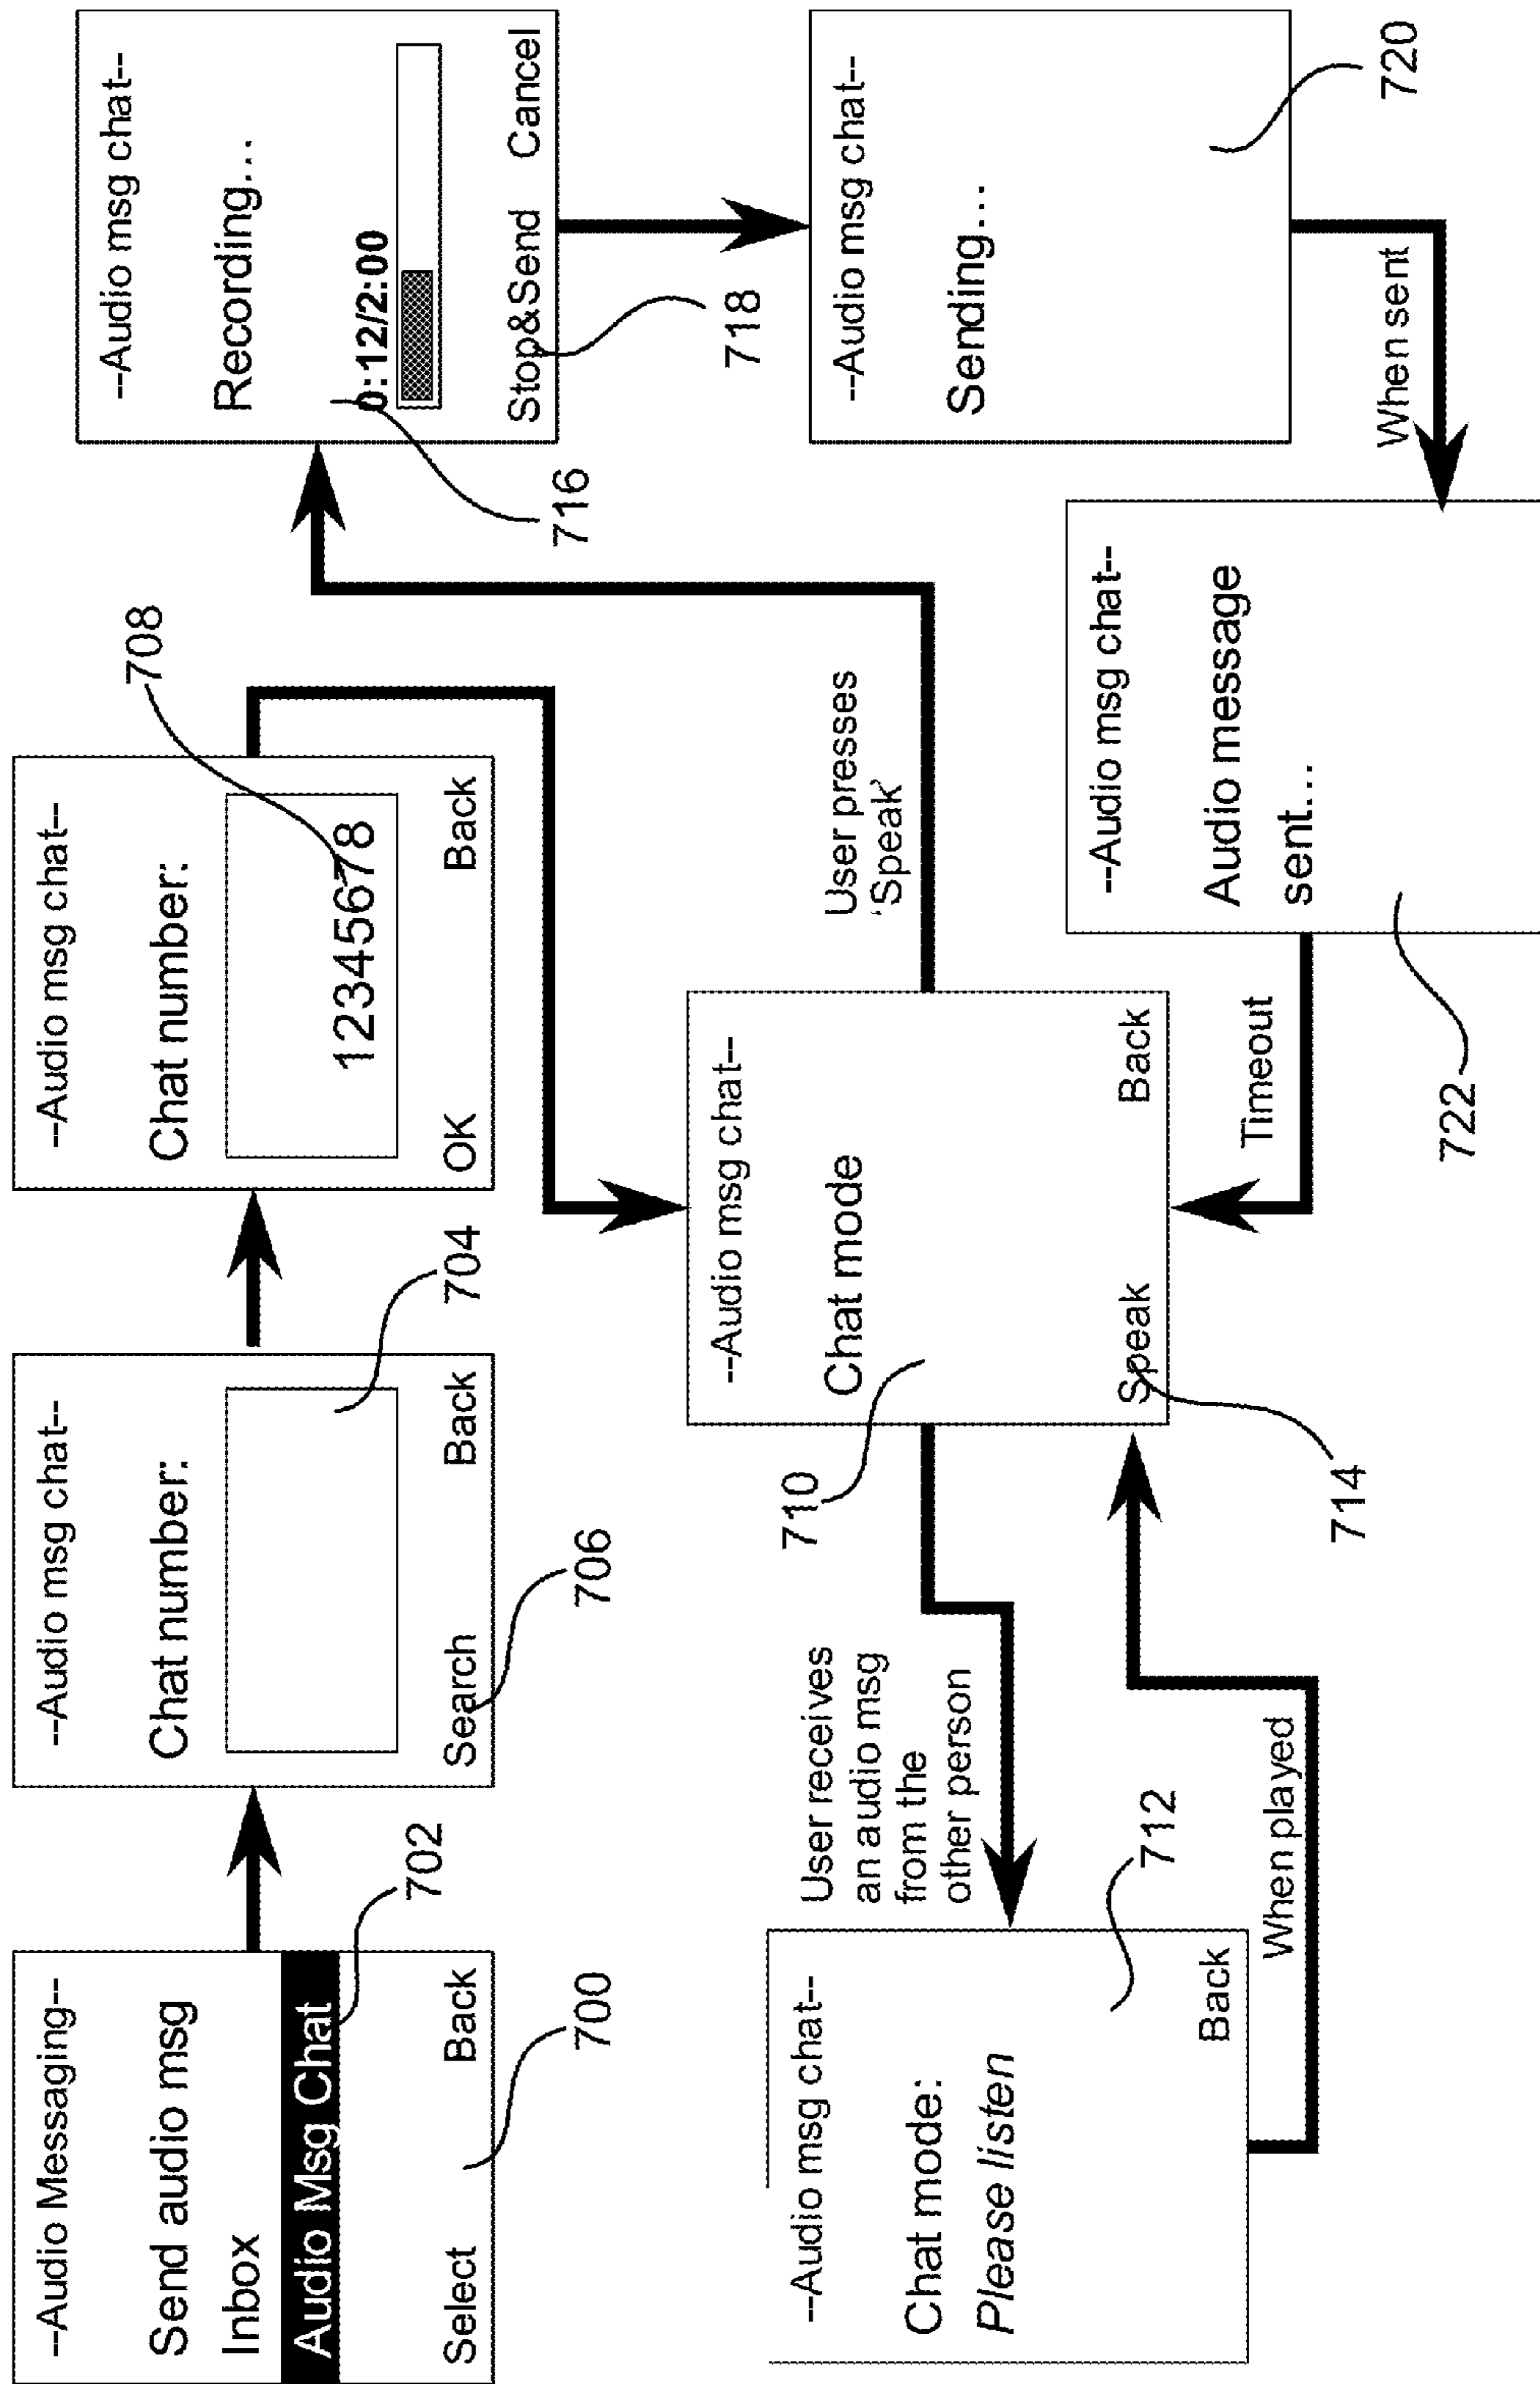 --Audio Messaging--
Send audio msg
Inbox
Audio Msg Chat
Select Back
702
700
--Audio msg chat--
Chat number:
Search Back
704
706
--Audio msg chat--
Chat number:
12345678
OK Back
708
--Audio msg chat--
Recording...
0:12/2:00
Stop&Send Cancel
716
718
--Audio msg chat--
Chat mode:
Please listen
Back
712
User receives
an audio msg
from the
other person
When played
--Audio msg chat--
Chat mode
Speak Back
710
714
User presses
'Speak'
Timeout
--Audio msg chat--
Audio message
sent...
722
--Audio msg chat--
Sending...
720
When sent